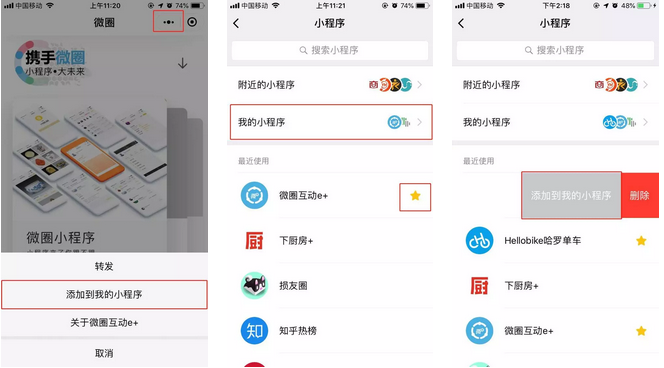 中国移动
上午11:20
74%
微圈
携手微圈
小程序•大未来
微圈小程序
转发
添加到我的小程序
关于微圈互动e+
取消
中国移动
上午11:21
74%
小程序
搜索小程序
附近的小程序
我的小程序
最近使用
微圈互动e+
厨
下厨房+
损友圈
知
知乎热榜
中国移动
下午2:18
48%
小程序
搜索小程序
附近的小程序
我的小程序
最近使用
添加到我的小程序
删除
Hellobike哈罗单车
厨
下厨房+
微圈互动e+